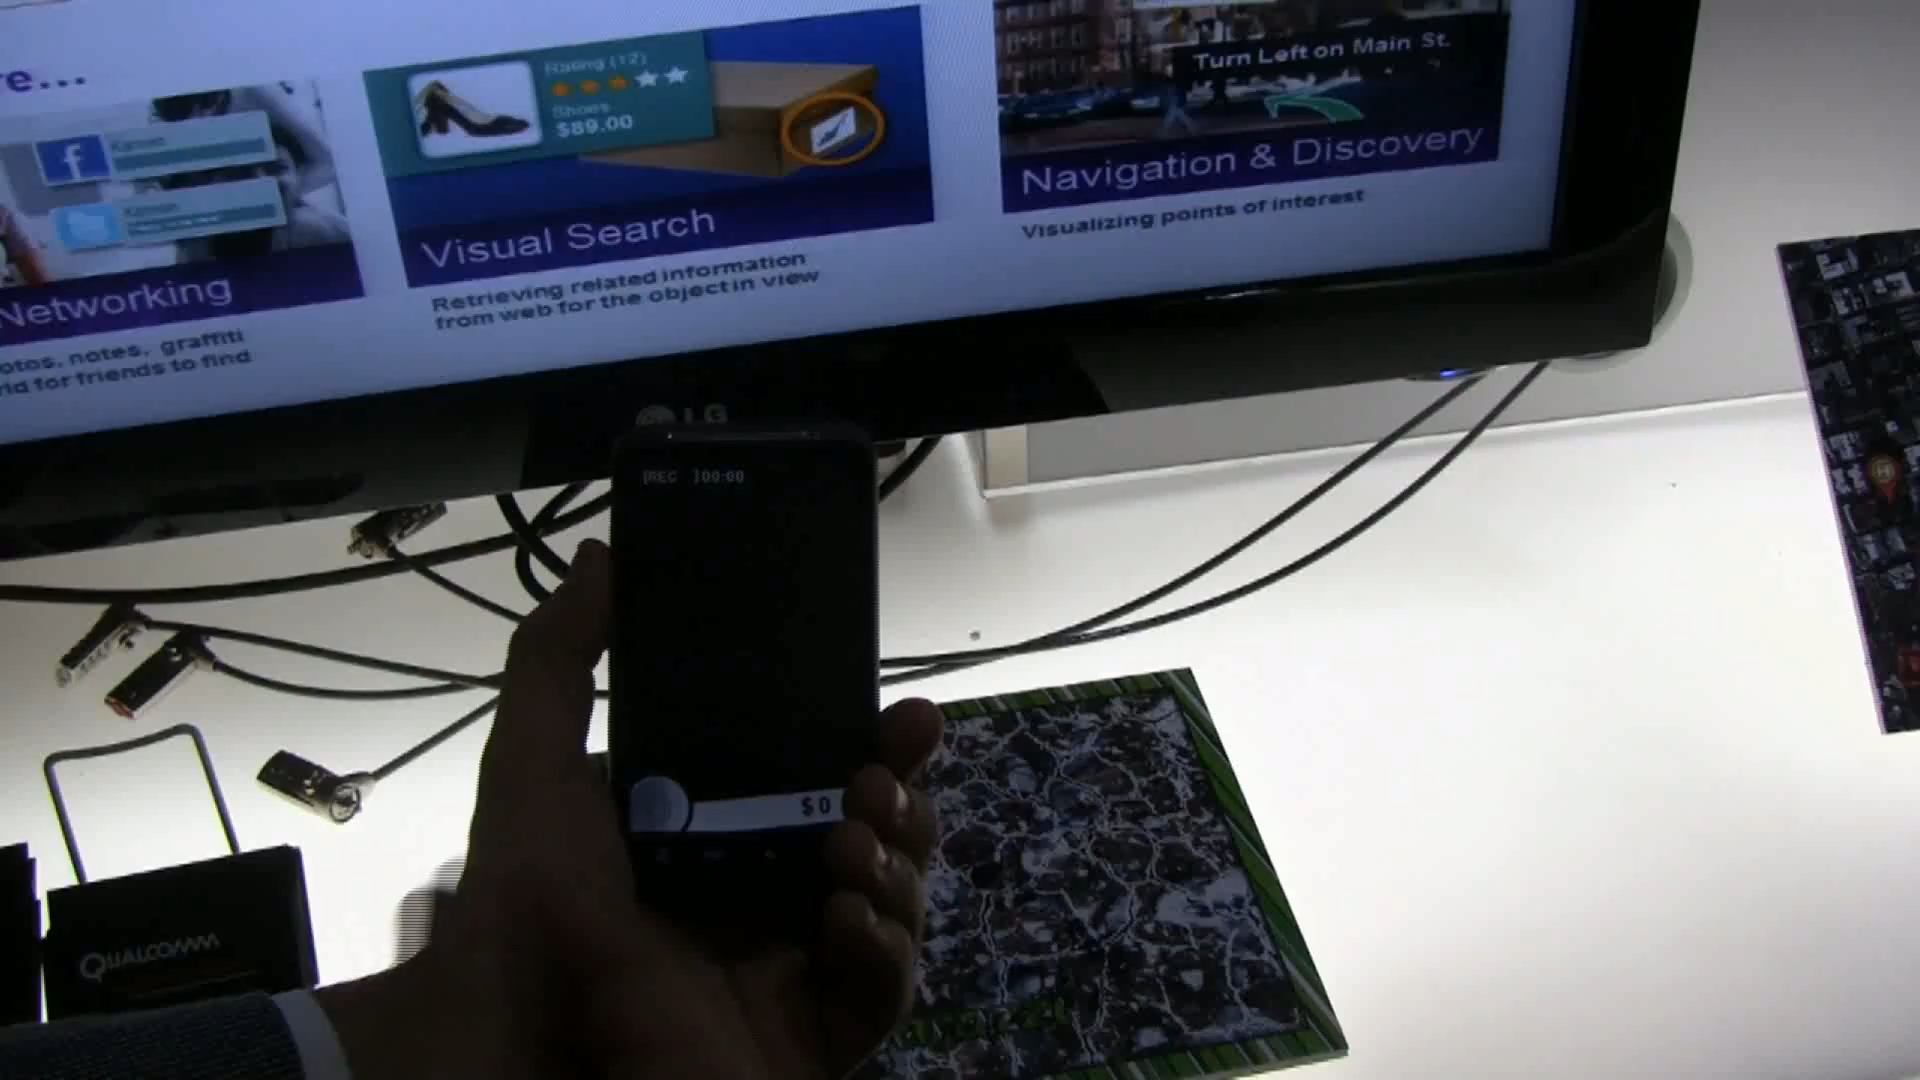 re...
Rating (12)
Shoes
$89.00
Turn Left on Main St.
Networking
otos, notes, graffiti
rld for friends to find
Visual Search
Retrieving related information
from web for the object in view
Navigation & Discovery
Visualizing points of interest
LG
[REC ]00:00
$0
QUALCOMM